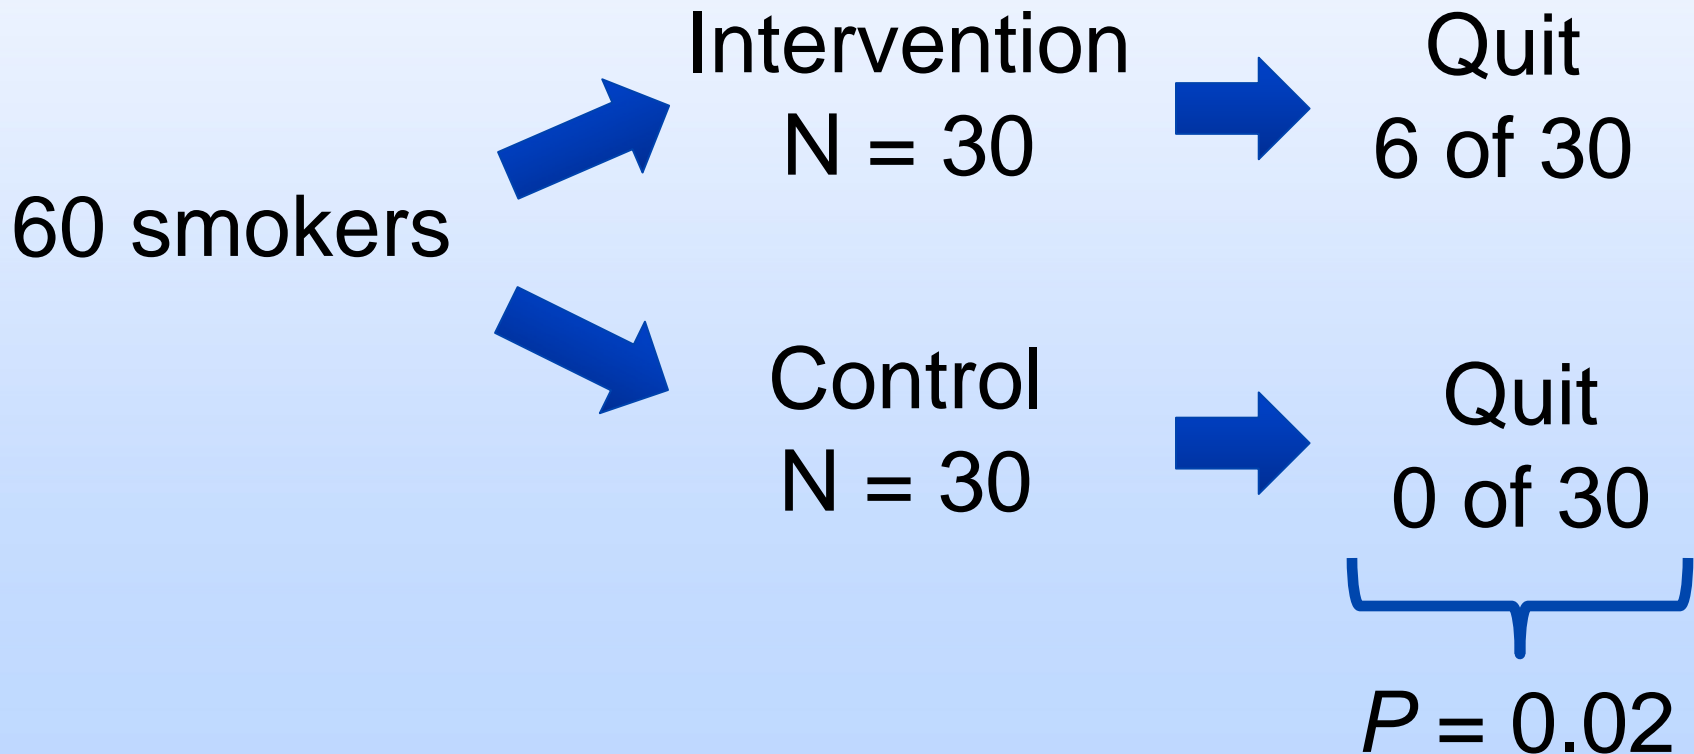 60 smokers
Intervention
N = 30
Quit
6 of 30
Control
N = 30
Quit
0 of 30
P = 0.02